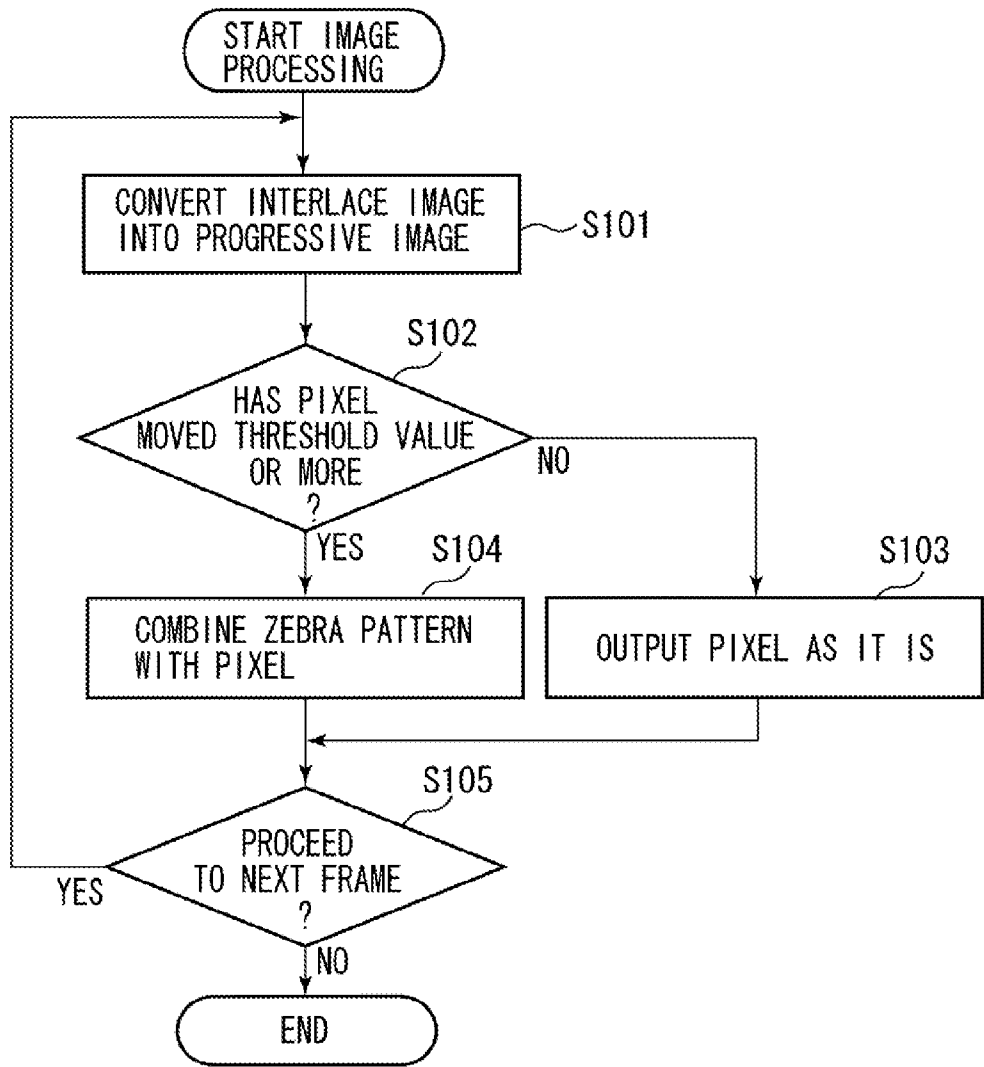 START IMAGE
PROCESSING
CONVERT INTERLACE IMAGE
INTO PROGRESSIVE IMAGE
S101
S102
HAS PIXEL
MOVED THRESHOLD VALUE
OR MORE
?
NO
YES
S104
S103
COMBINE ZEBRA PATTERN
WITH PIXEL
OUTPUT PIXEL AS IT IS
S105
PROCEED
TO NEXT FRAME
?
YES
NO
END